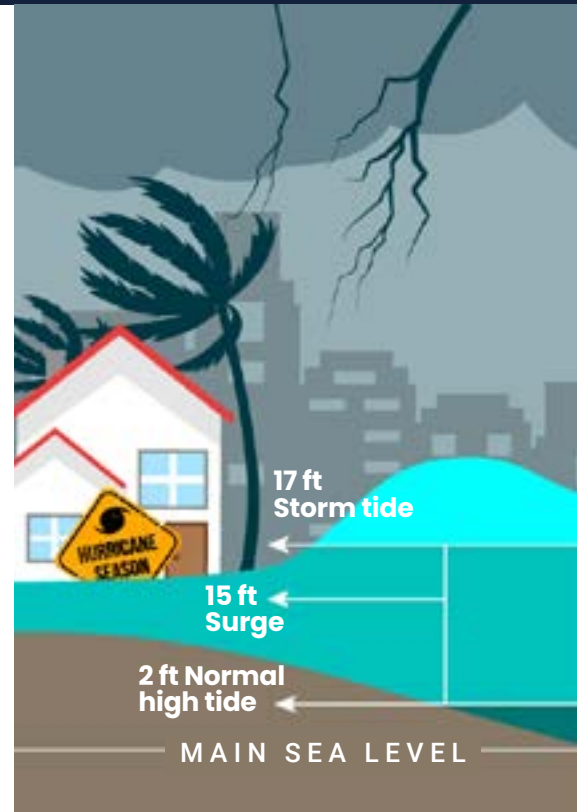 17 ft
Storm tide
HURRICANE
SEASON
15 ft
Surge
2 ft Normal
high tide
MAIN SEA LEVEL